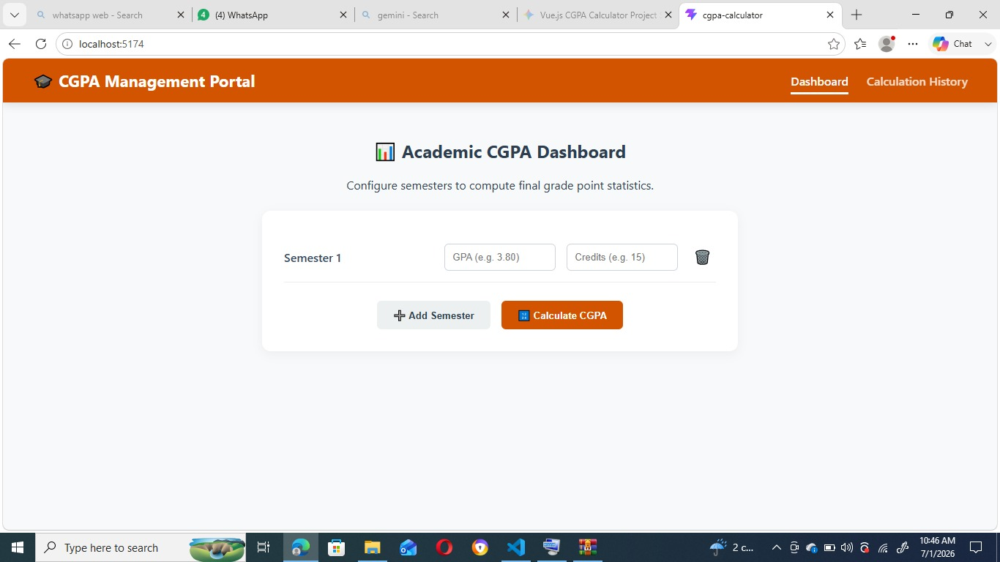 whatsapp web - Search
4
(4) WhatsApp
gemini - Search
Vue.js CGPA Calculator Project
cgpa-calculator
localhost:5174
Chat
🎓 CGPA Management Portal
Dashboard
Calculation History
📊 Academic CGPA Dashboard
Configure semesters to compute final grade point statistics.
Semester 1
GPA (e.g. 3.80)
Credits (e.g. 15)
➕ Add Semester
🔢 Calculate CGPA
Type here to search
2 c...
10:46 AM
7/1/2026